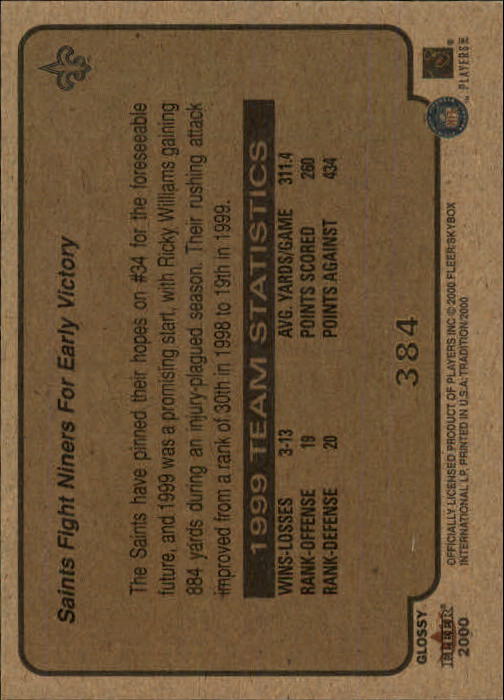 Saints Fight Niners For Early Victory
The Saints have pinned their hopes on #34 for the foreseeable
future, and 1999 was a promising start, with Ricky Williams gaining
884 yards during an injury-plagued season. Their rushing attack
improved from a rank of 30th in 1998 to 19th in 1999.
1999 TEAM STATISTICS
WINS-LOSSES 3-13 AVG. YARDS/GAME 311.4
RANK-OFFENSE 19 POINTS SCORED 260
RANK-DEFENSE 20 POINTS AGAINST 434
384
GLOSSY
FLEER
2000
OFFICIALLY LICENSED PRODUCT OF PLAYERS INC © 2000 FLEER/SKYBOX
INTERNATIONAL L.P. PRINTED IN U.S.A. TRADITION 2000
NFL
PLAYERS INC